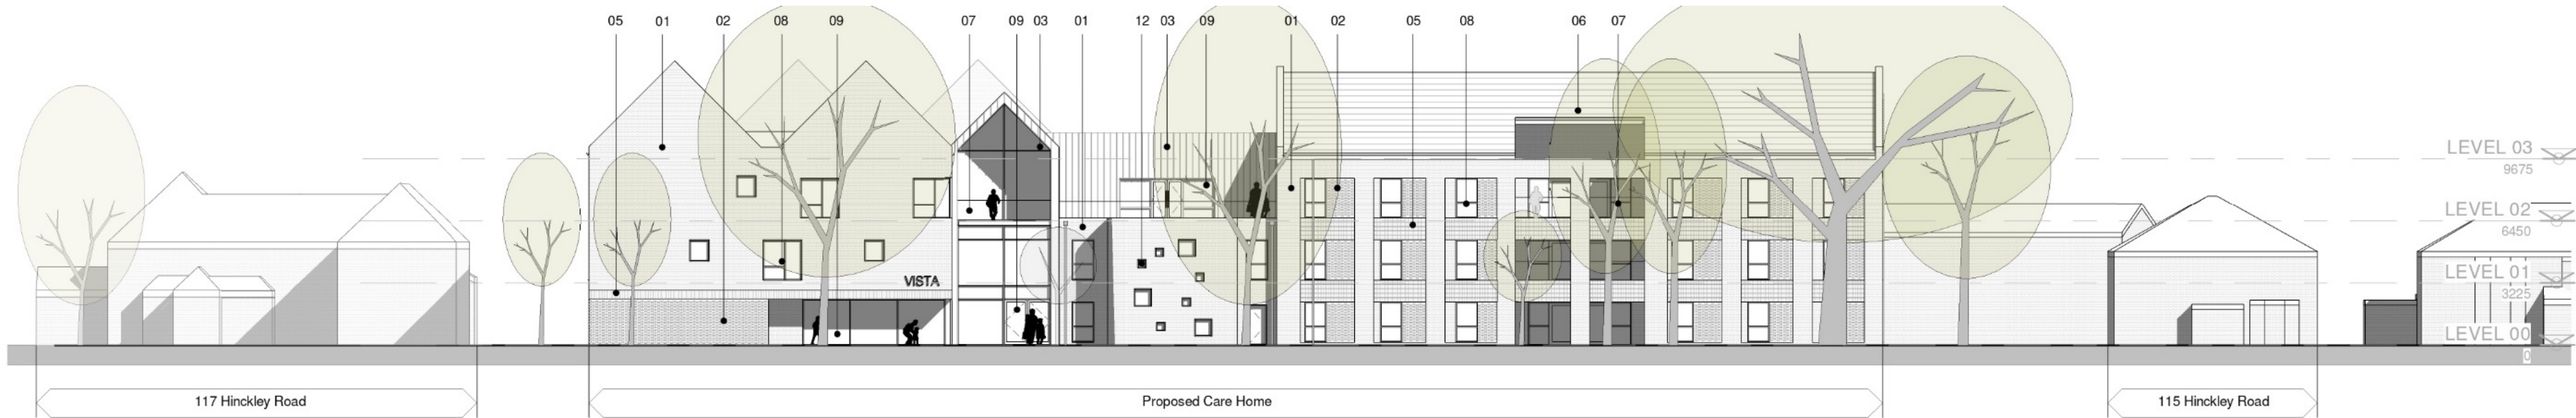 05 01 02 08 09 07 09 03 01 12 03 09 01 02 05 08 06 07
LEVEL 03
9675
LEVEL 02
6450
VISTA
LEVEL 01
3225
LEVEL 00
0
117 Hinckley Road
Proposed Care Home
115 Hinckley Road